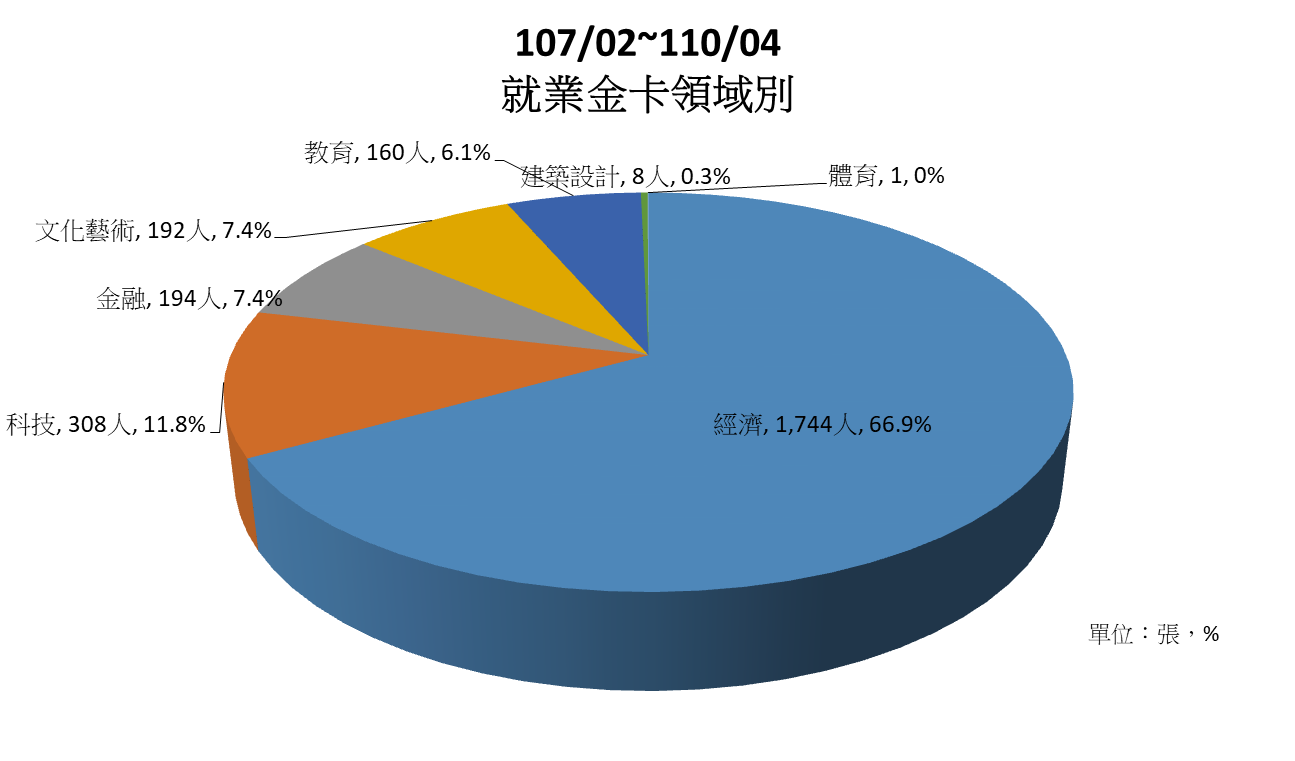 107/02~110/04
就業金卡領域別
教育, 160人, 6.1%
建築設計, 8人, 0.3%
體育, 1, 0%
文化藝術, 192人, 7.4%
金融, 194人, 7.4%
科技, 308人, 11.8%
經濟, 1,744人, 66.9%
單位：張，%